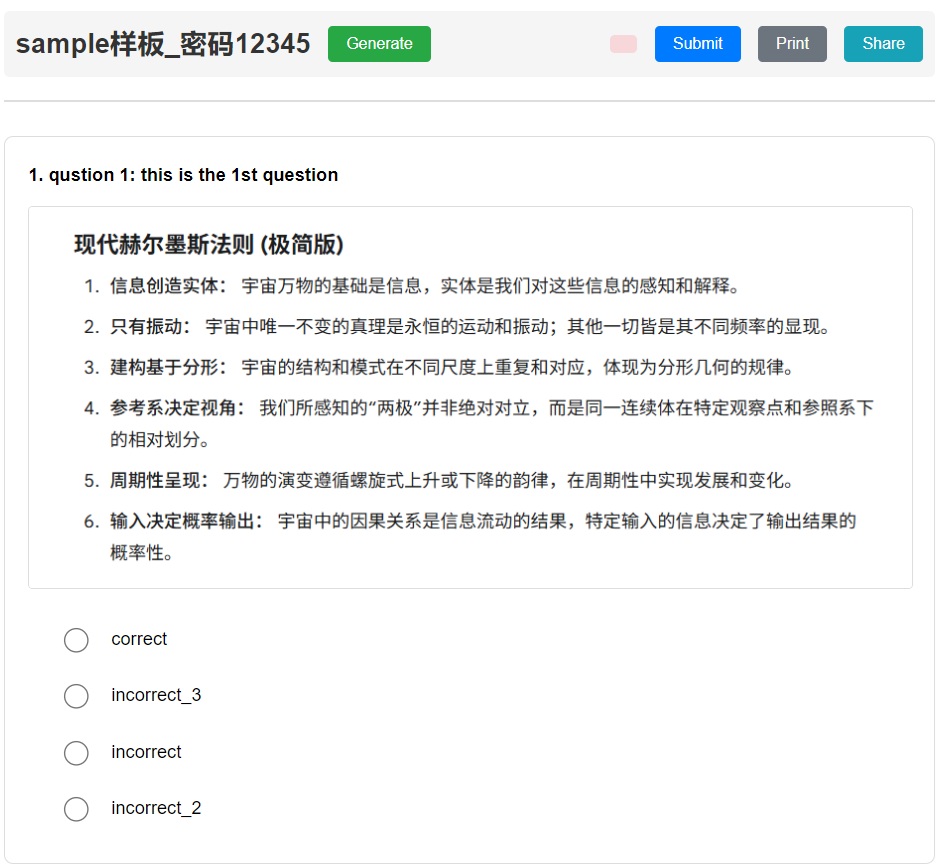 sample样板_密码12345
Generate
Submit
Print
Share
1. qustion 1: this is the 1st question
现代赫尔墨斯法则 (极简版)
1. 信息创造实体： 宇宙万物的基础是信息，实体是我们对这些信息的感知和解释。
2. 只有振动： 宇宙中唯一不变的真理是永恒的运动和振动；其他一切皆是其不同频率的显现。
3. 建构基于分形： 宇宙的结构和模式在不同尺度上重复和对应，体现为分形几何的规律。
4. 参考系决定视角： 我们所感知的“两极”并非绝对对立，而是同一连续体在特定观察点和参照系下
的相对划分。
5. 周期性呈现： 万物的演变遵循螺旋式上升或下降的韵律，在周期性中实现发展和变化。
6. 输入决定概率输出： 宇宙中的因果关系是信息流动的结果，特定输入的信息决定了输出结果的
概率性。
correct
incorrect_3
incorrect
incorrect_2